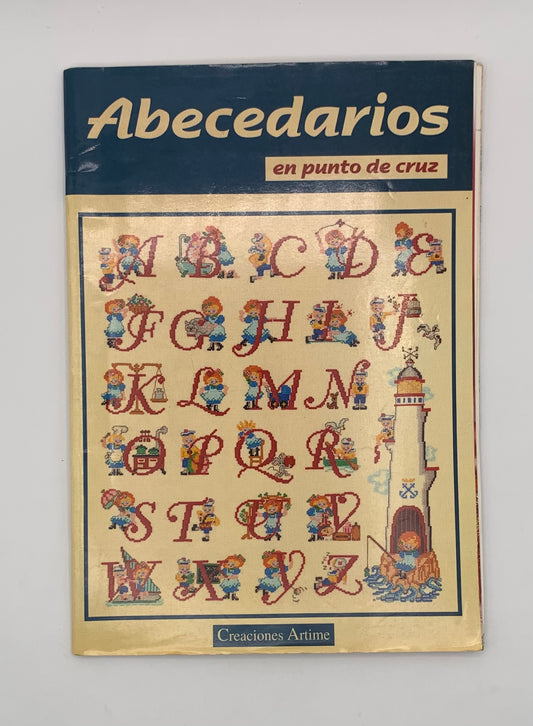 Abecedarios
en punto de cruz
A B C D E
F G H I J
K L M N
O P Q R
S T U V
W X Y Z
Creaciones Artime